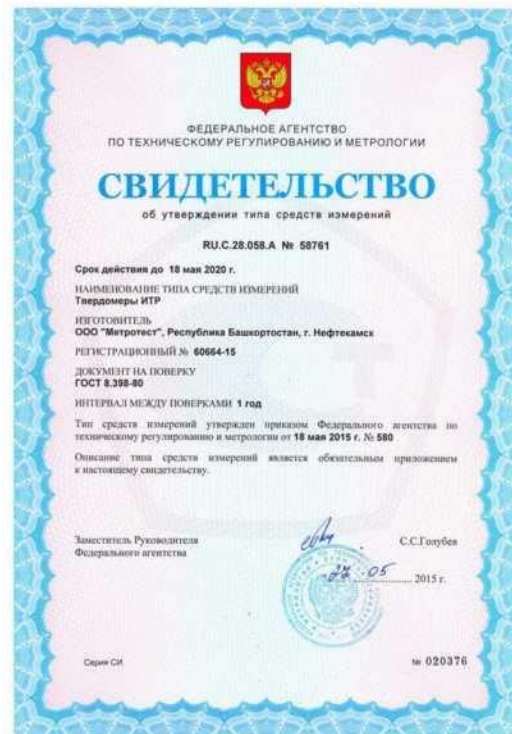 ФЕДЕРАЛЬНОЕ АГЕНТСТВО
ПО ТЕХНИЧЕСКОМУ РЕГУЛИРОВАНИЮ И МЕТРОЛОГИИ
СВИДЕТЕЛЬСТВО
об утверждении типа средств измерений
RU.C.28.058.A № 58761
Срок действия до 18 мая 2020 г.
НАИМЕНОВАНИЕ ТИПА СРЕДСТВ ИЗМЕРЕНИЙ
Твердомеры ИТР
ИЗГОТОВИТЕЛЬ
ООО "Метротест", Республика Башкортостан, г. Нефтекамск
РЕГИСТРАЦИОННЫЙ № 60664-15
ДОКУМЕНТ НА ПОВЕРКУ
ГОСТ 8.398-80
ИНТЕРВАЛ МЕЖДУ ПОВЕРКАМИ 1 год
Тип средств измерений утвержден приказом Федерального агентства по
техническому регулированию и метрологии от 18 мая 2015 г. № 580
Описание типа средств измерений является обязательным приложением
к настоящему свидетельству.
Заместитель Руководителя
Федерального агентства
С.С.Голубев
27 05 2015 г.
Серия СИ
№ 020376